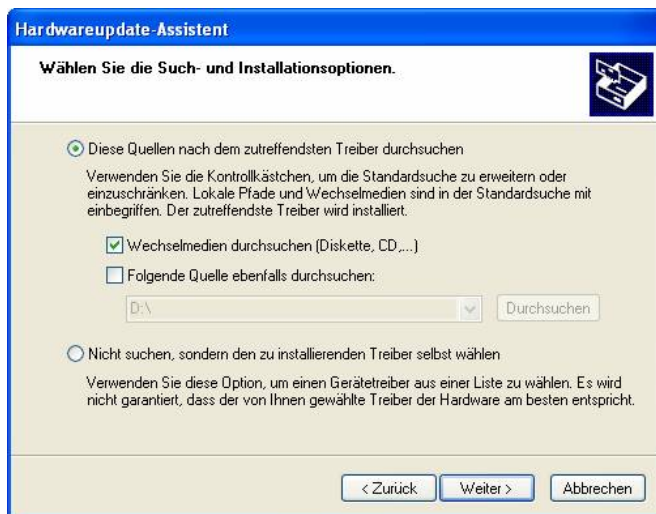 Hardwareupdate-Assistent
Wählen Sie die Such- und Installationsoptionen.
Diese Quellen nach dem zutreffendsten Treiber durchsuchen
Verwenden Sie die Kontrollkästchen, um die Standardsuche zu erweitern oder
einzuschränken. Lokale Pfade und Wechselmedien sind in der Standardsuche mit
einbegriffen. Der zutreffendste Treiber wird installiert.
Wechselmedien durchsuchen (Diskette, CD,...)
Folgende Quelle ebenfalls durchsuchen:
D:\ Durchsuchen
Nicht suchen, sondern den zu installierenden Treiber selbst wählen
Verwenden Sie diese Option, um einen Gerätetreiber aus einer Liste zu wählen. Es wird
nicht garantiert, dass der von Ihnen gewählte Treiber der Hardware am besten entspricht.
< Zurück Weiter > Abbrechen